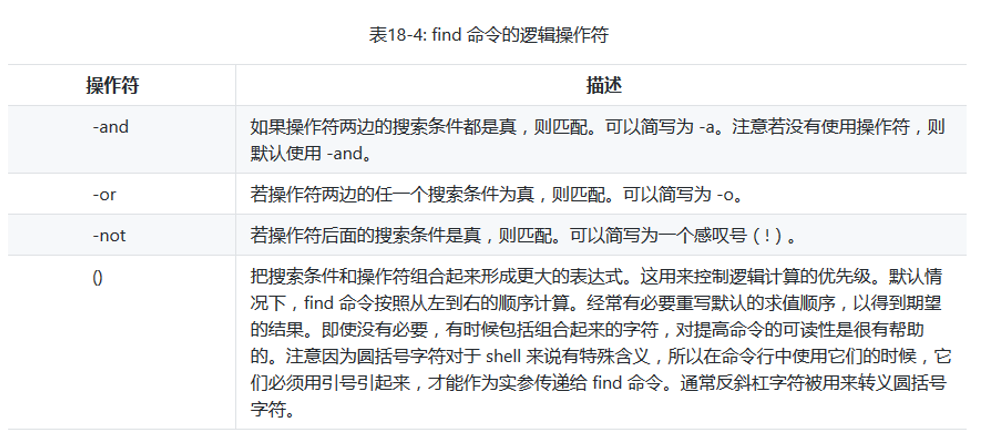 表18-4: find 命令的逻辑操作符
操作符 描述
-and 如果操作符两边的搜索条件都是真，则匹配。可以简写为 -a。注意若没有使用操作符，则
默认使用 -and。
-or 若操作符两边的任一个搜索条件为真，则匹配。可以简写为 -o。
-not 若操作符后面的搜索条件是真，则匹配。可以简写为一个感叹号（!）。
() 把搜索条件和操作符组合起来形成更大的表达式。这用来控制逻辑计算的优先级。默认情
况下，find 命令按照从左到右的顺序计算。经常有必要重写默认的求值顺序，以得到期望
的结果。即使没有必要，有时候包括组合起来的字符，对提高命令的可读性是很有帮助
的。注意因为圆括号字符对于 shell 来说有特殊含义，所以在命令行中使用它们的时候，它
们必须用引号引起来，才能作为实参传递给 find 命令。通常反斜杠字符被用来转义圆括号
字符。